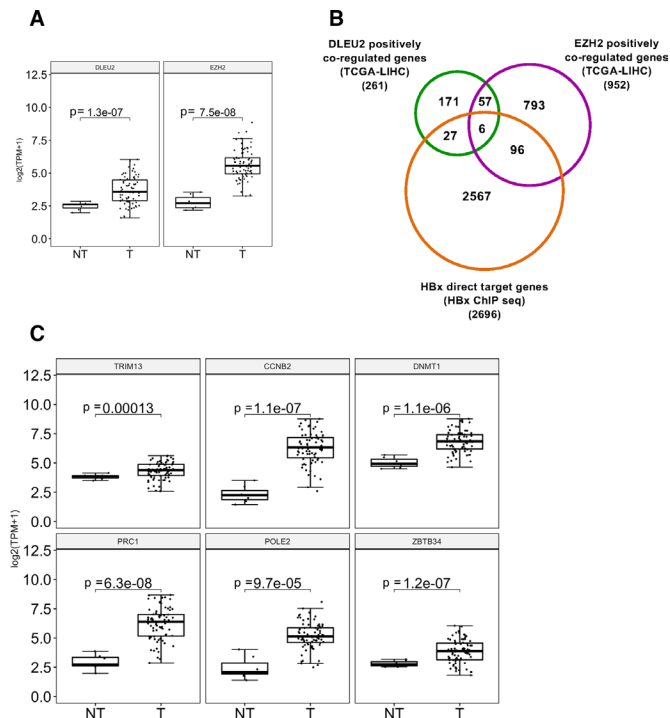 A
DLEU2
EZH2
12.5
10.0
7.5
5.0
2.5
0.0
log2(TPM+1)
p= 1.3e-07
p= 7.5e-08
NT
T
NT
T
B
DLEU2 positively
co-regulated genes
(TCGA-LIHC)
(261)
EZH2 positively
co-regulated genes
(TCGA-LIHC)
(952)
171
57
793
27
6
96
2567
HBx direct target genes
(HBx ChIP seq)
(2696)
C
TRIM13
CCNB2
DNMT1
12.5
10.0
7.5
5.0
2.5
0.0
p =0.00013
p =1.1e-07
p =1.1e-06
log2(TPM+1)
PRC1
POLE2
ZBTB34
12.5
10.0
7.5
5.0
2.5
0.0
p =6.3e-08
p =9.7e-05
p =1.2e-07
NT
T
NT
T
NT
T